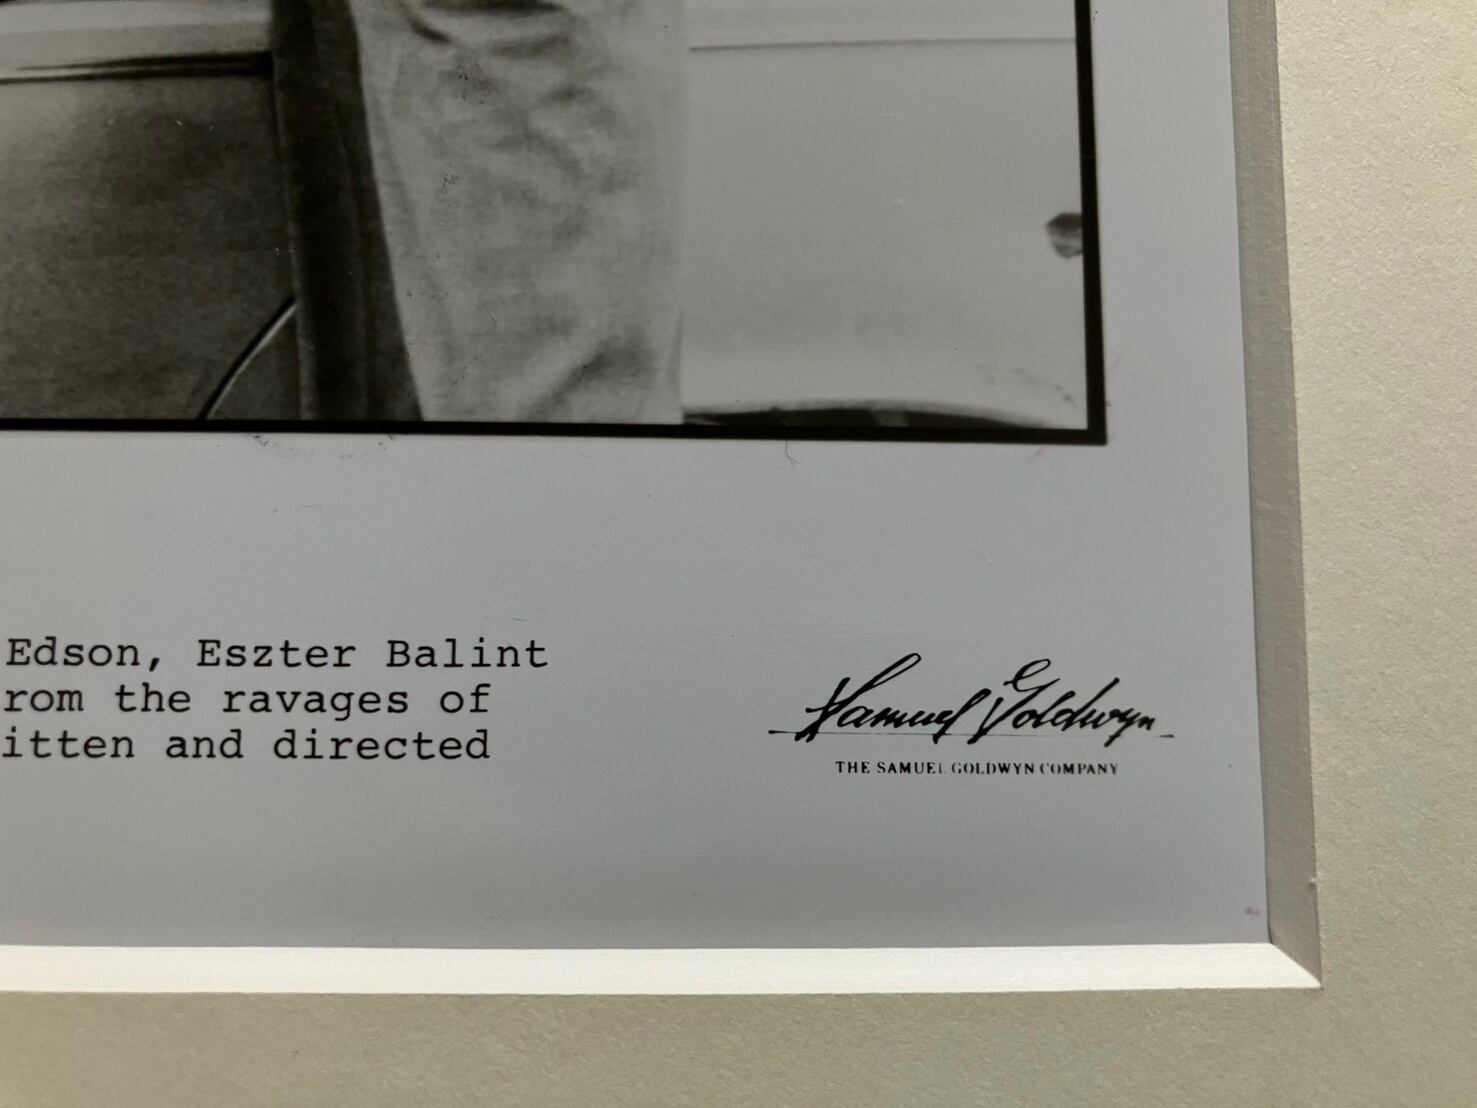 Edson, Eszter Balint
rom the ravages of
itten and directed
Samuel Goldwyn
THE SAMUEL GOLDWYN COMPANY